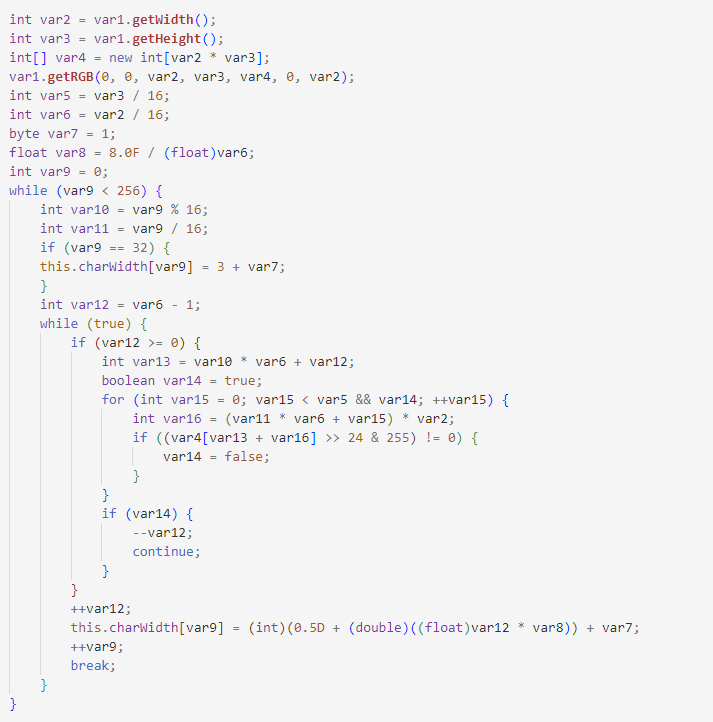 int var2 = var1.getWidth();
int var3 = var1.getHeight();
int[] var4 = new int[var2 * var3];
var1.getRGB(0, 0, var2, var3, var4, 0, var2);
int var5 = var3 / 16;
int var6 = var2 / 16;
byte var7 = 1;
float var8 = 8.0F / (float)var6;
int var9 = 0;
while (var9 < 256) {
    int var10 = var9 % 16;
    int var11 = var9 / 16;
    if (var9 == 32) {
    this.charWidth[var9] = 3 + var7;
    }
    int var12 = var6 - 1;
    while (true) {
        if (var12 >= 0) {
            int var13 = var10 * var6 + var12;
            boolean var14 = true;
            for (int var15 = 0; var15 < var5 && var14; ++var15) {
                int var16 = (var11 * var6 + var15) * var2;
                if ((var4[var13 + var16] >> 24 & 255) != 0) {
                    var14 = false;
                }
            }
            if (var14) {
                --var12;
                continue;
            }
        }
        ++var12;
        this.charWidth[var9] = (int)(0.5D + (double)((float)var12 * var8)) + var7;
        ++var9;
        break;
    }
}